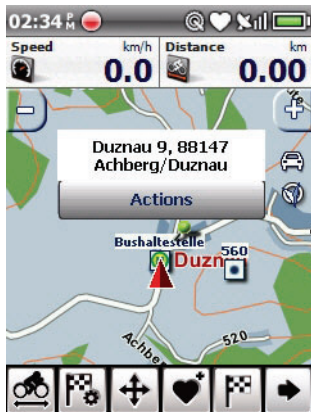 02:34 PM
Speed km/h Distance km
0.0 0.00
Duznau 9, 88147
Achberg/Duznau
Actions
Bushaltestelle
560
Duzn
520
Achbe